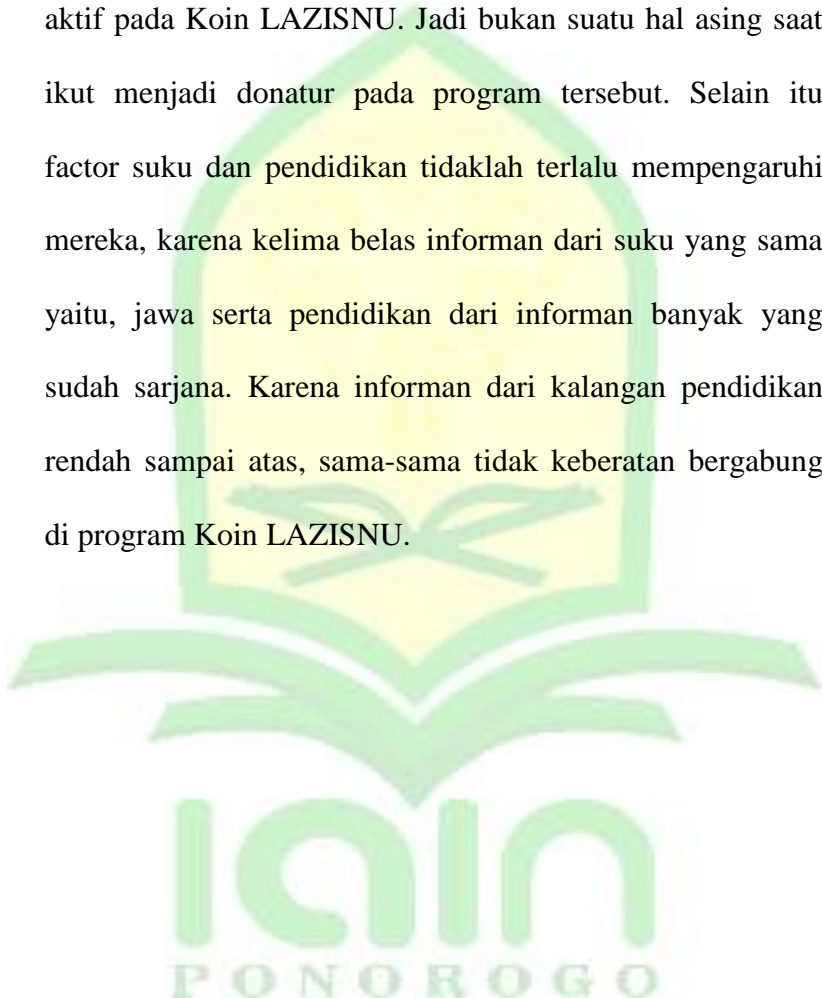 aktif pada Koin LAZISNU. Jadi bukan suatu hal asing saat
ikut menjadi donatur pada program tersebut. Selain itu
factor suku dan pendidikan tidaklah terlalu mempengaruhi
mereka, karena kelima belas informan dari suku yang sama
yaitu, jawa serta pendidikan dari informan banyak yang
sudah sarjana. Karena informan dari kalangan pendidikan
rendah sampai atas, sama-sama tidak keberatan bergabung
di program Koin LAZISNU.
iain
PONOROGO